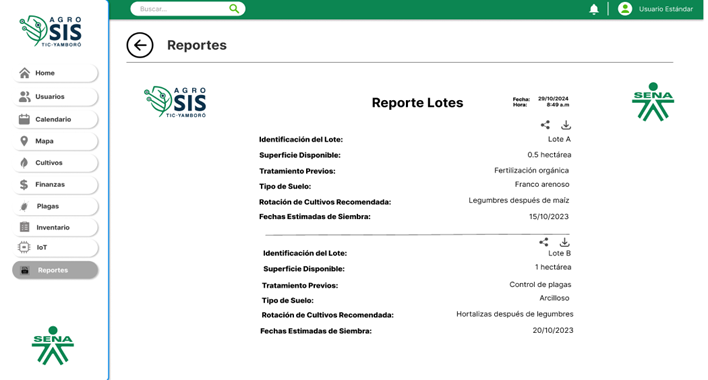 AGRO
SIS
TIC-YAMBORÓ
Buscar...
Usuario Estándar
Home
Usuarios
Calendario
Mapa
Cultivos
Finanzas
Plagas
Inventario
IoT
Reportes
SENA
Reportes
AGRO
SIS
TIC-YAMBORÓ
Reporte Lotes
Fecha: 29/10/2024
Hora: 8:49 a.m
SENA
Identificación del Lote: Lote A
Superficie Disponible: 0,5 hectárea
Tratamiento Previos: Fertilización orgánica
Tipo de Suelo: Franco arenoso
Rotación de Cultivos Recomendada: Legumbres después de maíz
Fechas Estimadas de Siembra: 15/10/2023
Identificación del Lote: Lote B
Superficie Disponible: 1 hectárea
Tratamiento Previos: Control de plagas
Tipo de Suelo: Arcilloso
Rotación de Cultivos Recomendada: Hortalizas después de legumbres
Fechas Estimadas de Siembra: 20/10/2023